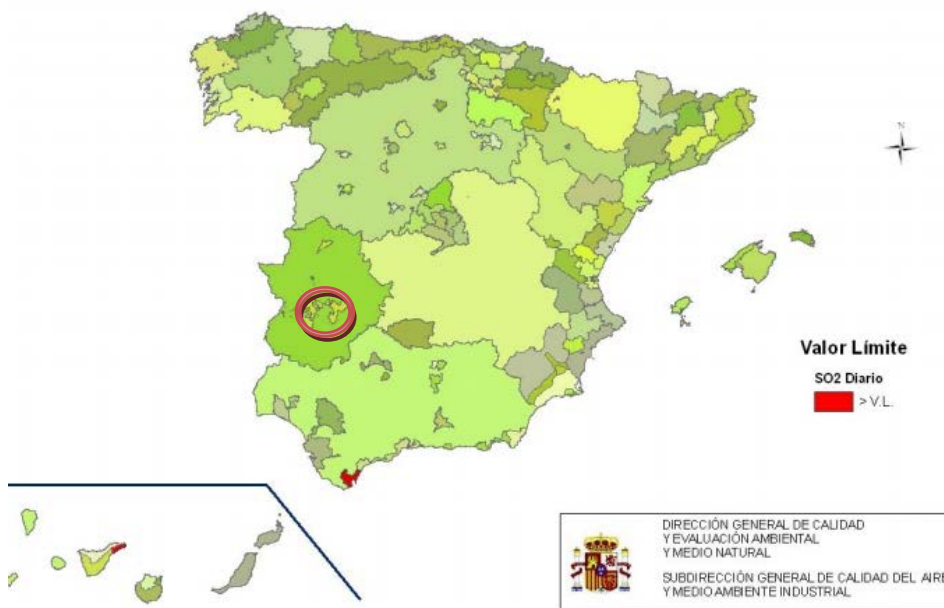 N
Valor Límite
SO2 Diario
> V.L.
DIRECCIÓN GENERAL DE CALIDAD
Y EVALUACIÓN AMBIENTAL
Y MEDIO NATURAL
SUBDIRECCIÓN GENERAL DE CALIDAD DEL AIRE
Y MEDIO AMBIENTE INDUSTRIAL